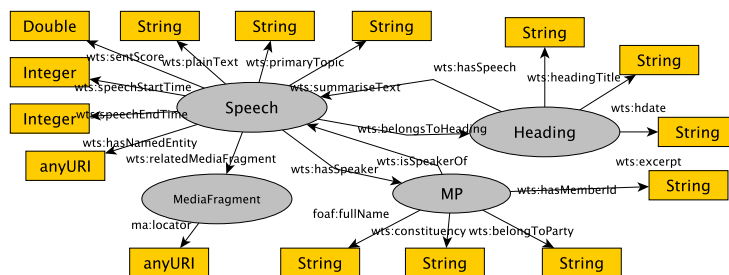 Double
String
String
String
String
String
Integer
Integer
anyURI
wts:sentScore
wts:plainText
wts:primaryTopic
wts:hasSpeech
wts:headingTitle
wts:speechStartTime
wts:summariseText
Speech
wts:hdate
wts:speechEndTime
wts:belongsToHeading
Heading
String
wts:hasNamedEntity
wts:relatedMediaFragment
wts:isSpeakerOf
wts:hasSpeaker
wts:excerpt
MediaFragment
MP
wts:hasMemberId
String
ma:locator
foaf:fullName
wts:constituency
wts:belongToParty
anyURI
String
String
String